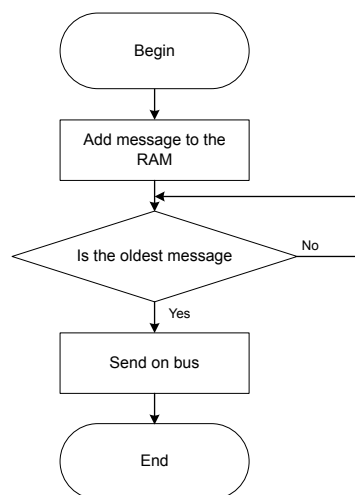 Begin
Add message to the
RAM
Is the oldest message
No
Yes
Send on bus
End